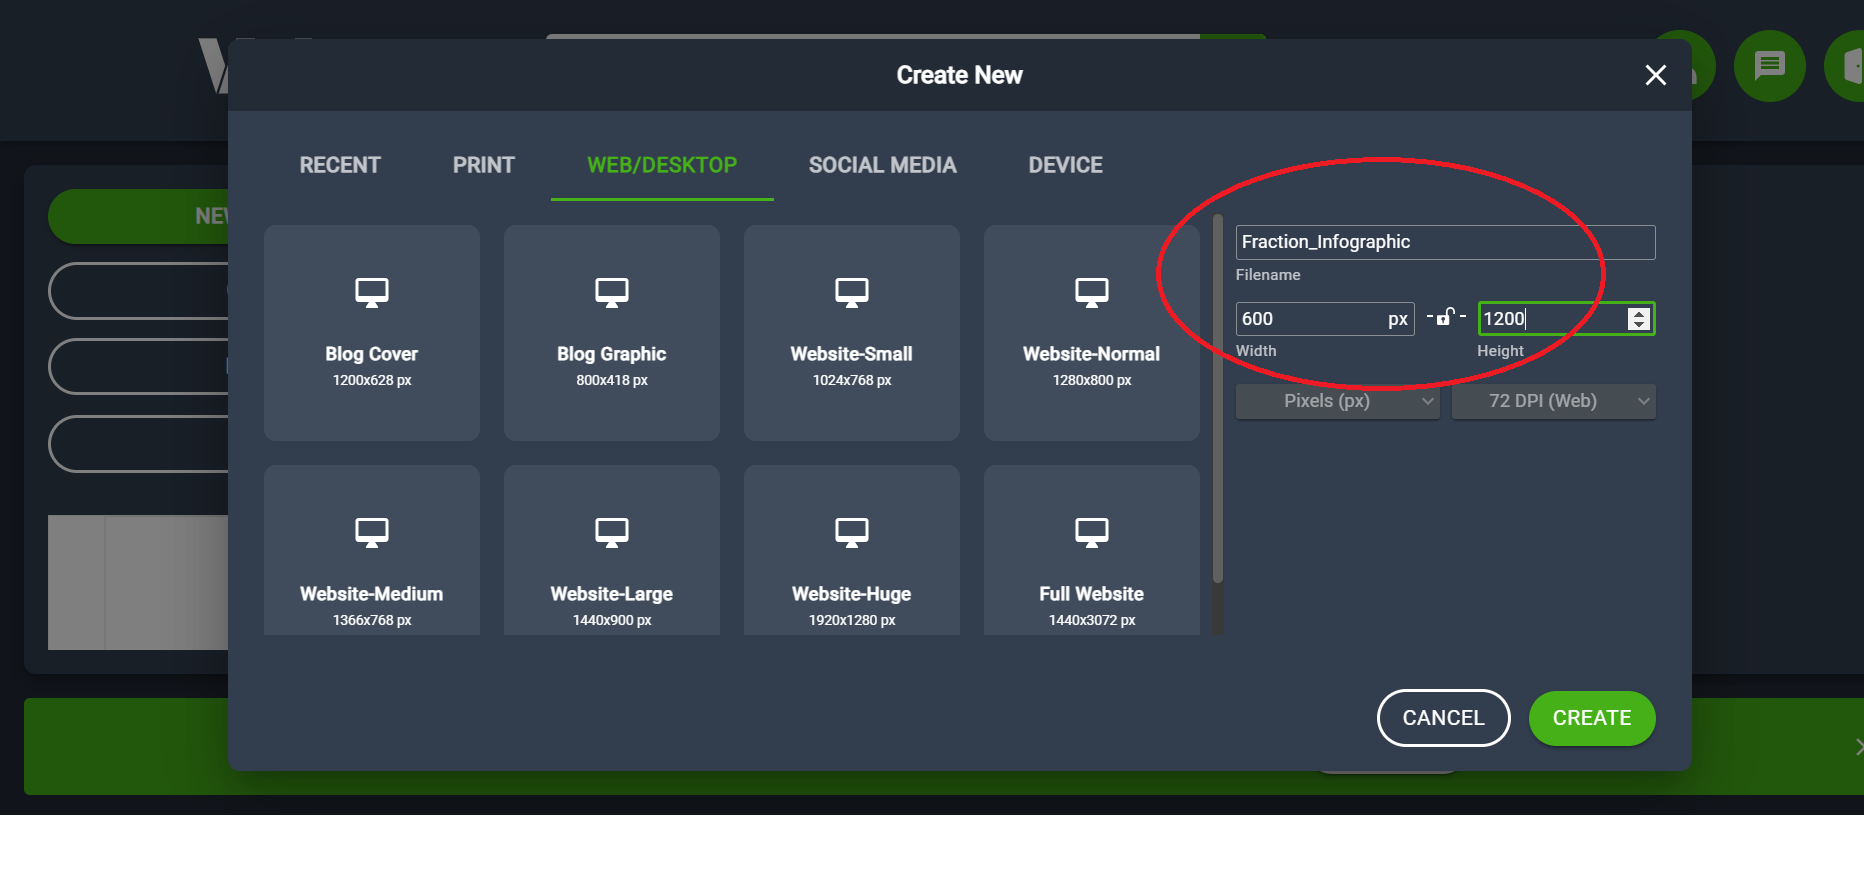 Create New
RECENT PRINT WEB/DESKTOP SOCIAL MEDIA DEVICE
Fraction_Infographic
Filename
600 px 1200
Width Height
Pixels (px) 72 DPI (Web)
Blog Cover
1200x628 px
Blog Graphic
800x418 px
Website-Small
1024x768 px
Website-Normal
1280x800 px
Website-Medium
1366x768 px
Website-Large
1440x900 px
Website-Huge
1920x1280 px
Full Website
1440x3072 px
CANCEL CREATE